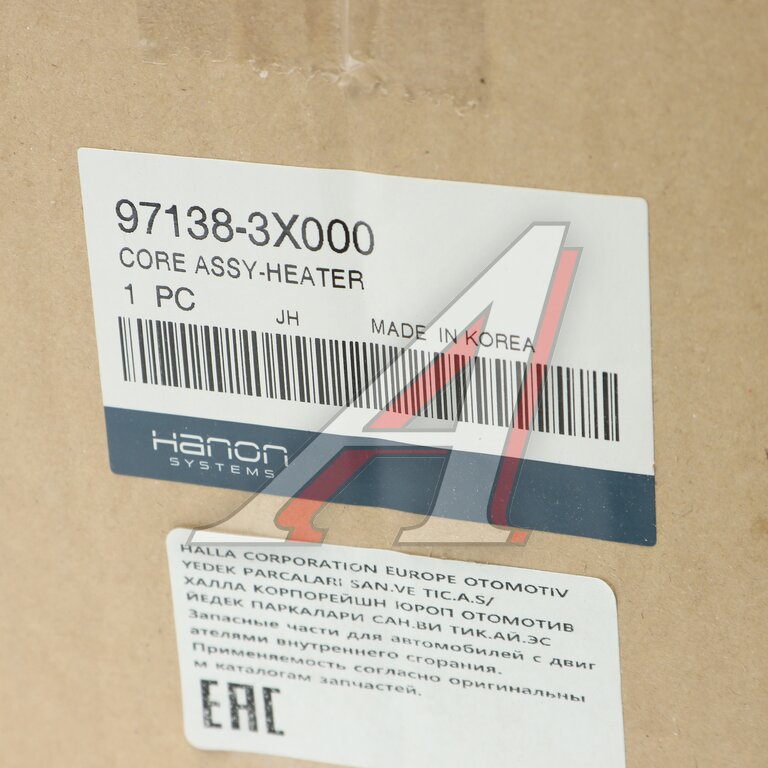 97138-3X000
CORE ASSY-HEATER
1 PC
JH MADE IN KOREA
Hanon
SYSTEMS
HALLA CORPORATION EUROPE OTOMOTIV
YEDEK PARCALARI SAN.VE TIC.A.S/
ХАЛЛА КОРПОРЕЙШН ЮРОП ОТОМОТИВ
ЙЕДЕК ПАРКАЛАРИ САН.ВИ ТИК.АЙ.ЭС
Запасные части для автомобилей с двиг
ателями внутреннего сгорания.
Применяемость согласно оригинальны
м каталогам запчастей.
EAC